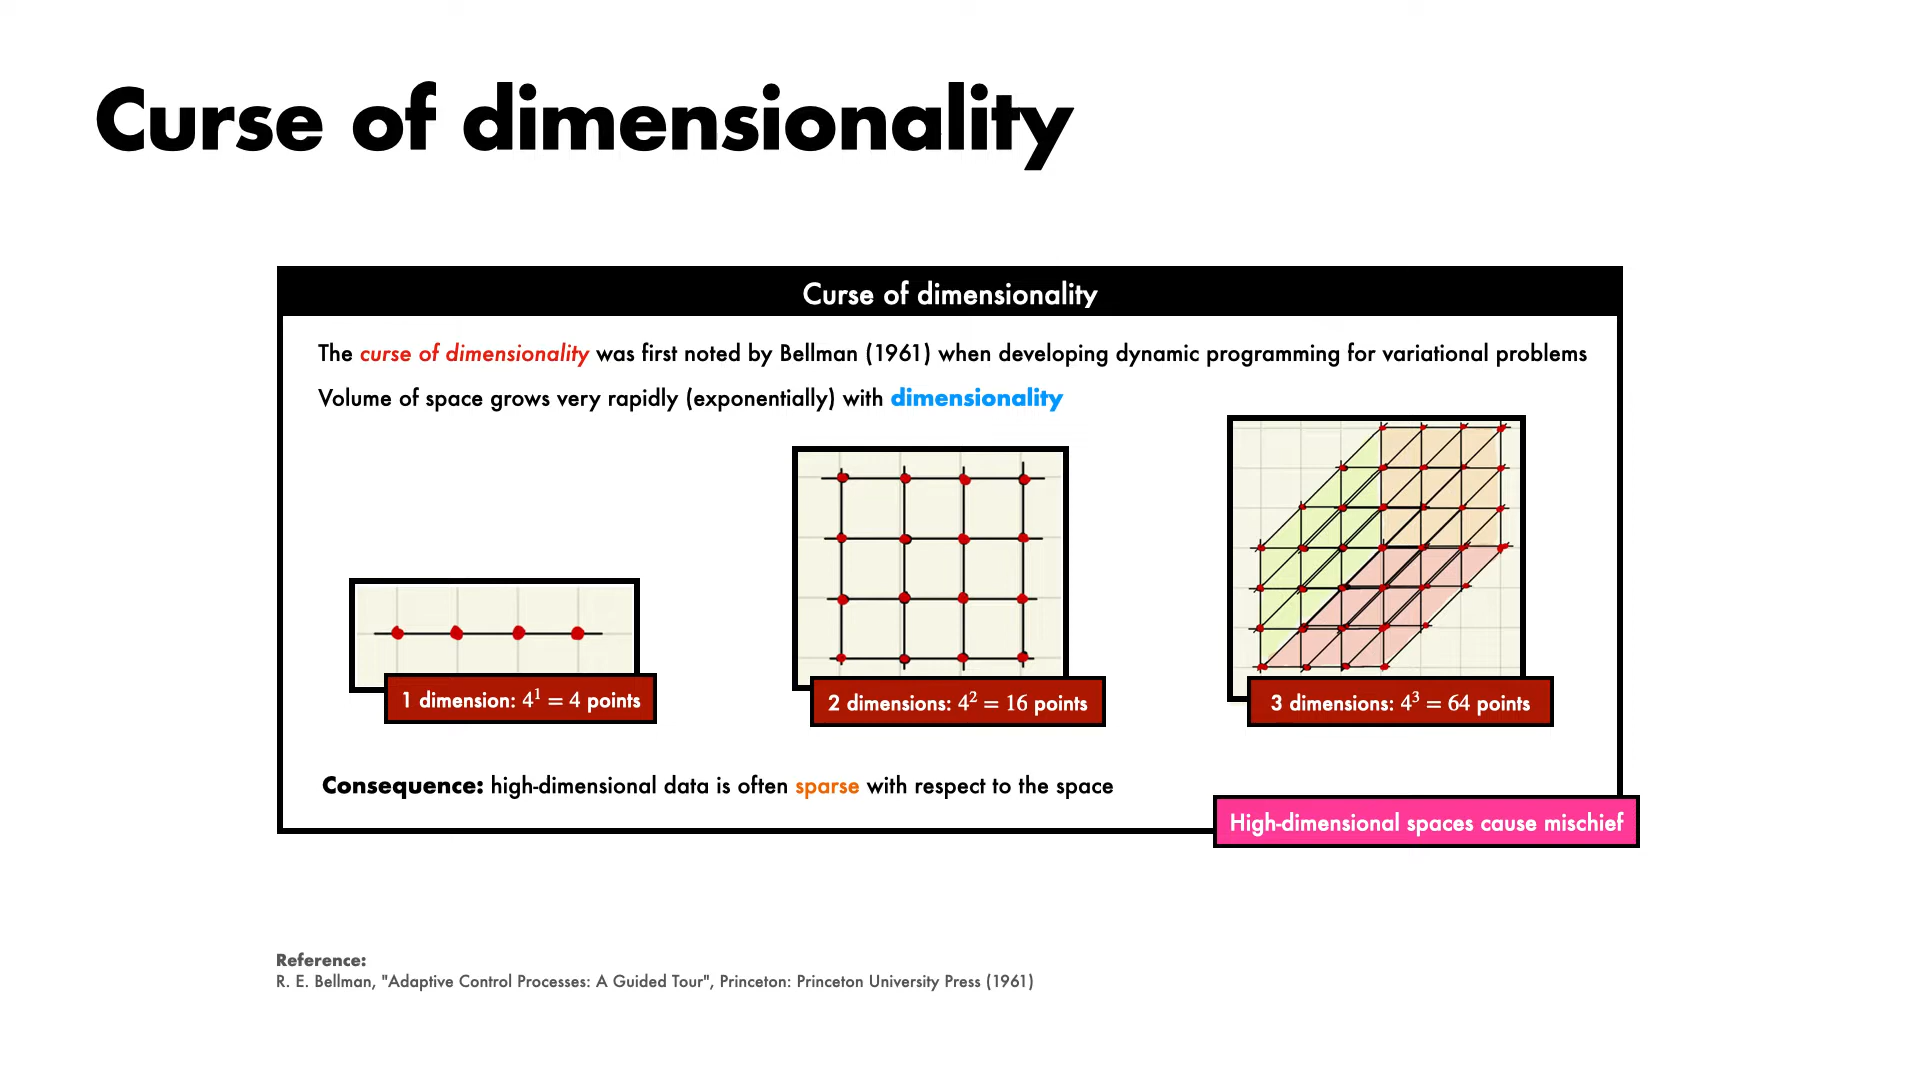 Curse of dimensionality
Curse of dimensionality
The curse of dimensionality was first noted by Bellman (1961) when developing dynamic programming for variational problems
Volume of space grows very rapidly (exponentially) with dimensionality
1 dimension: 4¹ = 4 points
2 dimensions: 4² = 16 points
3 dimensions: 4³ = 64 points
Consequence: high-dimensional data is often sparse with respect to the space
High-dimensional spaces cause mischief
Reference:
R. E. Bellman, "Adaptive Control Processes: A Guided Tour", Princeton: Princeton University Press (1961)